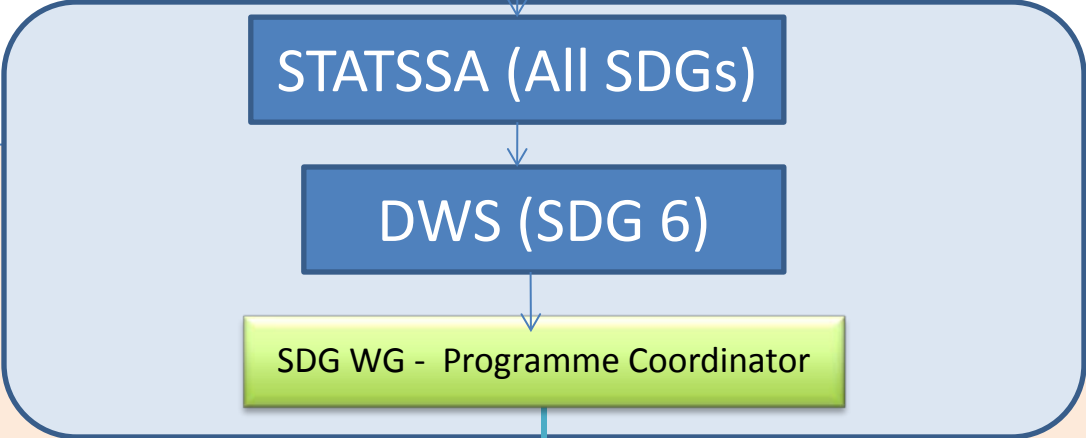 STATSSA (All SDGs)
DWS (SDG 6)
SDG WG - Programme Coordinator